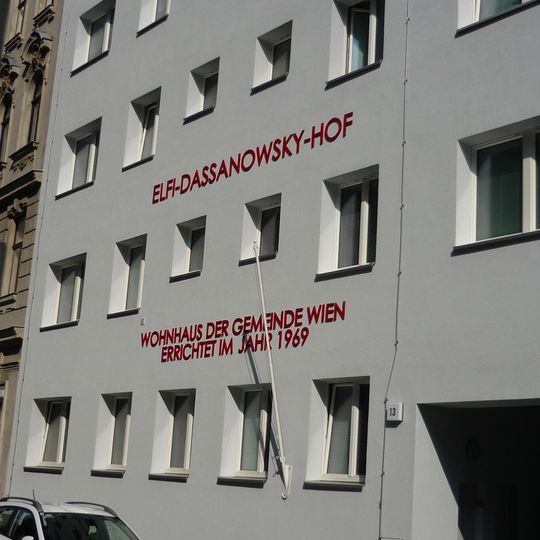 ELFI-DASSANOWSKY-HOF
WOHNHAUS DER GEMEINDE WIEN
ERRICHTET IM JAHR 1969
13